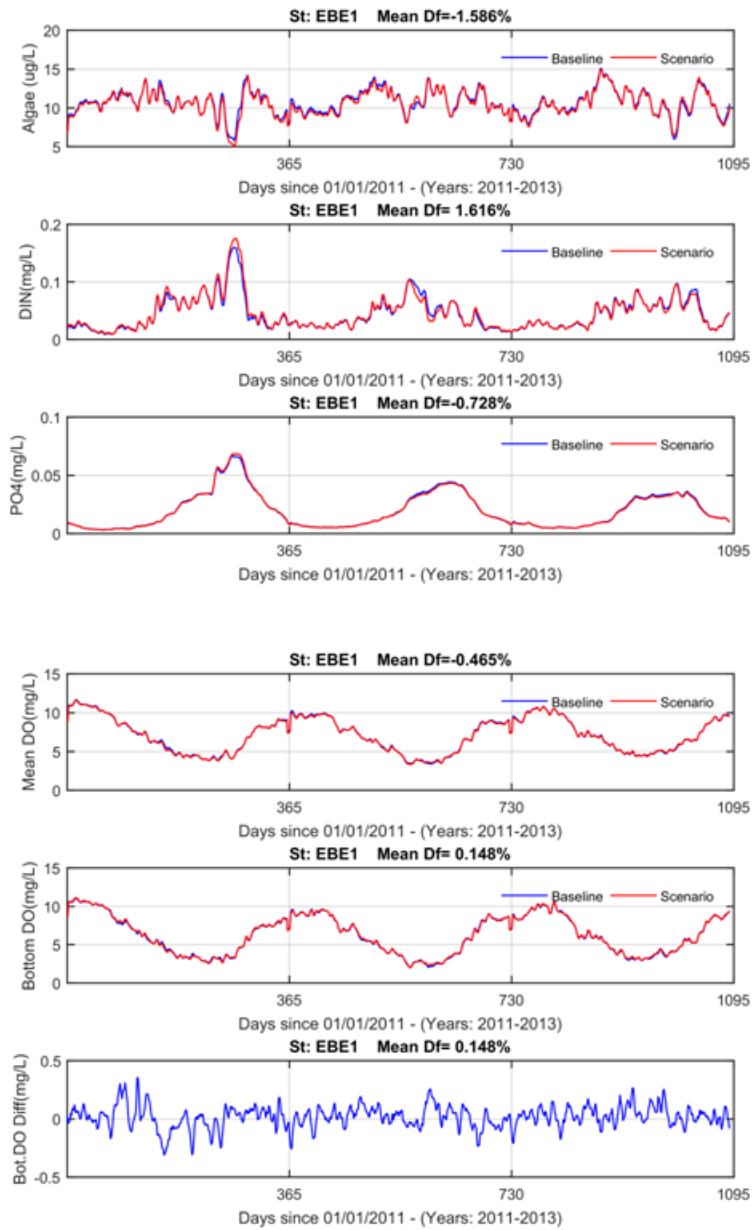 St: EBE1 Mean Df=-1.586%
20
15
10
5
Algae (ug/L)
Baseline Scenario
365 730 1095
Days since 01/01/2011 - (Years: 2011-2013)
St: EBE1 Mean Df= 1.616%
0.2
0.1
0
DIN(mg/L)
Baseline Scenario
365 730 1095
Days since 01/01/2011 - (Years: 2011-2013)
St: EBE1 Mean Df=-0.728%
0.1
0.05
0
PO4(mg/L)
Baseline Scenario
365 730 1095
Days since 01/01/2011 - (Years: 2011-2013)
St: EBE1 Mean Df=-0.465%
15
10
5
0
Mean DO(mg/L)
Baseline Scenario
365 730 1095
Days since 01/01/2011 - (Years: 2011-2013)
St: EBE1 Mean Df= 0.148%
15
10
5
0
Bottom DO(mg/L)
Baseline Scenario
365 730 1095
Days since 01/01/2011 - (Years: 2011-2013)
St: EBE1 Mean Df= 0.148%
0.5
0
-0.5
Bot.DO Diff(mg/L)
365 730 1095
Days since 01/01/2011 - (Years: 2011-2013)